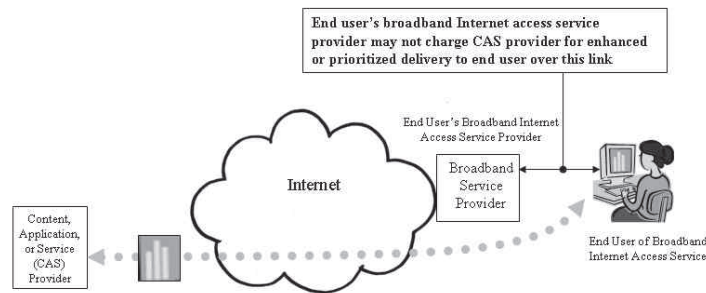 End user's broadband Internet access service
provider may not charge CAS provider for enhanced
or prioritized delivery to end user over this link
End User's Broadband Internet
Access Service Provider
Internet
Broadband
Service
Provider
Content,
Application,
or Service
(CAS)
Provider
End User of Broadband
Internet Access Service